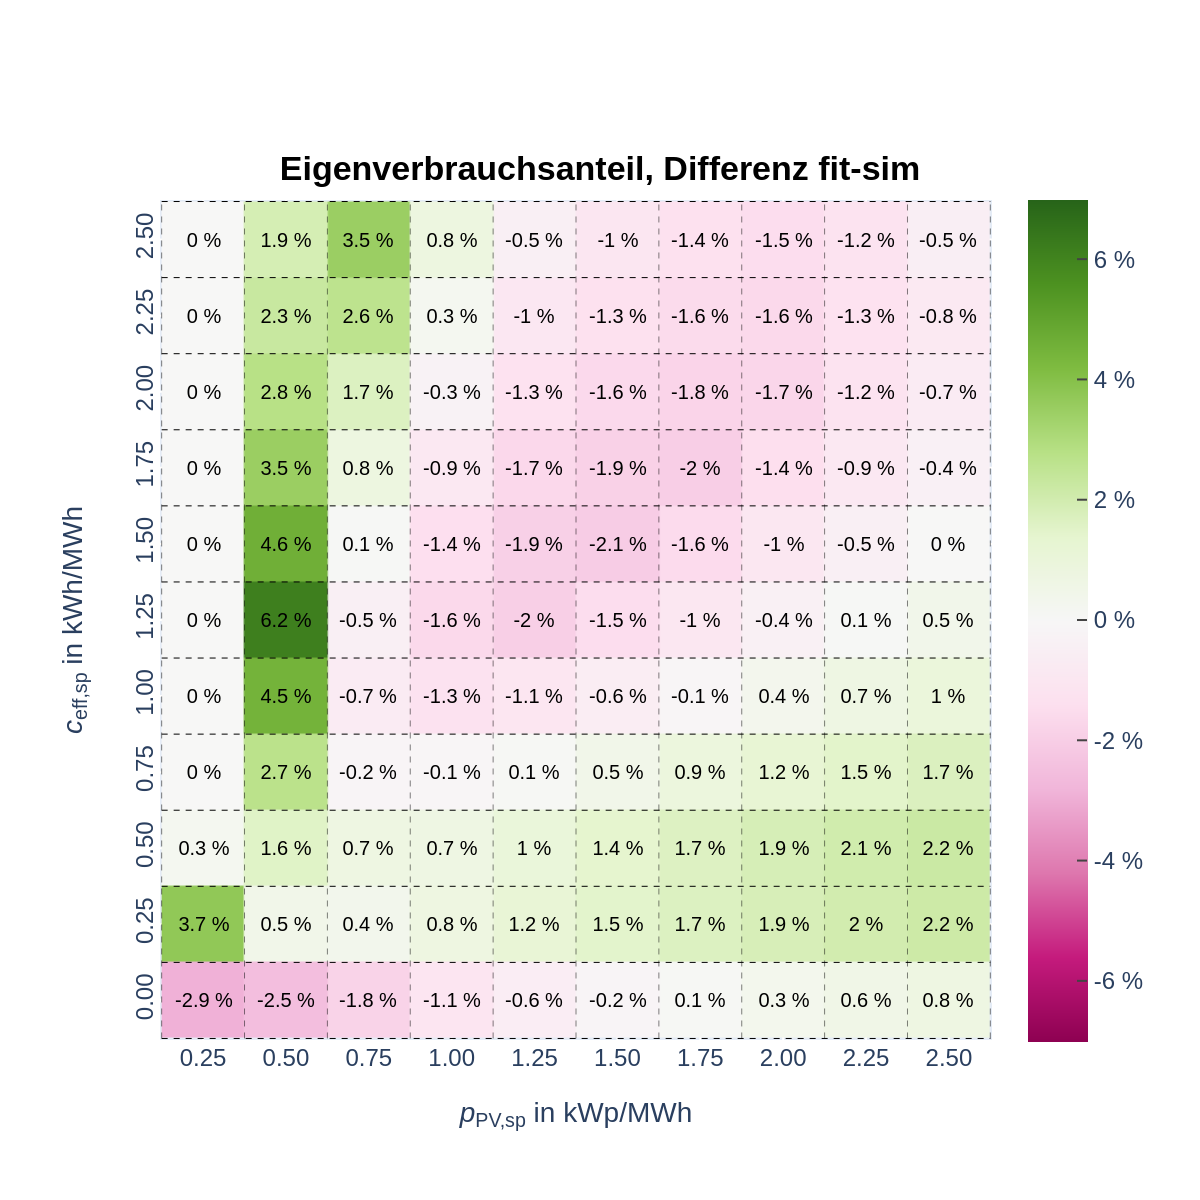 Eigenverbrauchsanteil, Differenz fit-sim
2.50 0 % 1.9 % 3.5 % 0.8 % -0.5 % -1 % -1.4 % -1.5 % -1.2 % -0.5 %
2.25 0 % 2.3 % 2.6 % 0.3 % -1 % -1.3 % -1.6 % -1.6 % -1.3 % -0.8 %
2.00 0 % 2.8 % 1.7 % -0.3 % -1.3 % -1.6 % -1.8 % -1.7 % -1.2 % -0.7 %
1.75 0 % 3.5 % 0.8 % -0.9 % -1.7 % -1.9 % -2 % -1.4 % -0.9 % -0.4 %
1.50 0 % 4.6 % 0.1 % -1.4 % -1.9 % -2.1 % -1.6 % -1 % -0.5 % 0 %
1.25 0 % 6.2 % -0.5 % -1.6 % -2 % -1.5 % -1 % -0.4 % 0.1 % 0.5 %
1.00 0 % 4.5 % -0.7 % -1.3 % -1.1 % -0.6 % -0.1 % 0.4 % 0.7 % 1 %
0.75 0 % 2.7 % -0.2 % -0.1 % 0.1 % 0.5 % 0.9 % 1.2 % 1.5 % 1.7 %
0.50 0.3 % 1.6 % 0.7 % 0.7 % 1 % 1.4 % 1.7 % 1.9 % 2.1 % 2.2 %
0.25 3.7 % 0.5 % 0.4 % 0.8 % 1.2 % 1.5 % 1.7 % 1.9 % 2 % 2.2 %
0.00 -2.9 % -2.5 % -1.8 % -1.1 % -0.6 % -0.2 % 0.1 % 0.3 % 0.6 % 0.8 %
0.25 0.50 0.75 1.00 1.25 1.50 1.75 2.00 2.25 2.50
pPV,sp in kWp/MWh
ceff,sp in kWh/MWh
6 %
4 %
2 %
0 %
-2 %
-4 %
-6 %